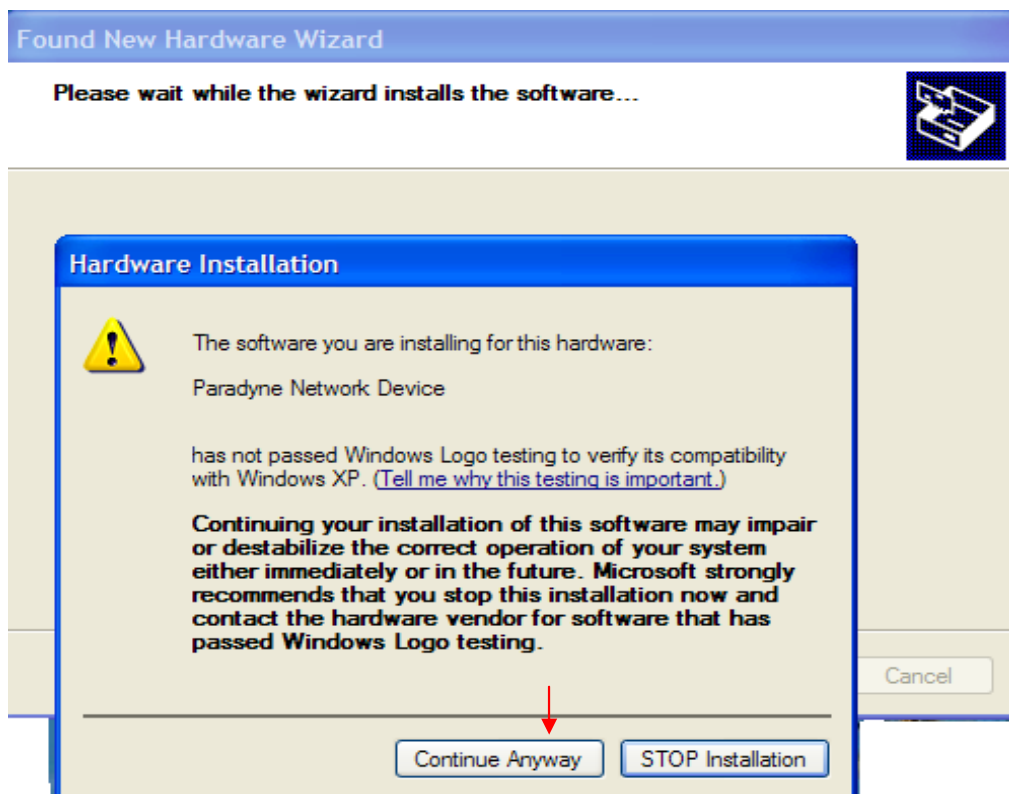 Found New Hardware Wizard
Please wait while the wizard installs the software...
Hardware Installation
The software you are installing for this hardware:
Paradyne Network Device
has not passed Windows Logo testing to verify its compatibility
with Windows XP. (Tell me why this testing is important.)
Continuing your installation of this software may impair
or destabilize the correct operation of your system
either immediately or in the future. Microsoft strongly
recommends that you stop this installation now and
contact the hardware vendor for software that has
passed Windows Logo testing.
Cancel
Continue Anyway
STOP Installation